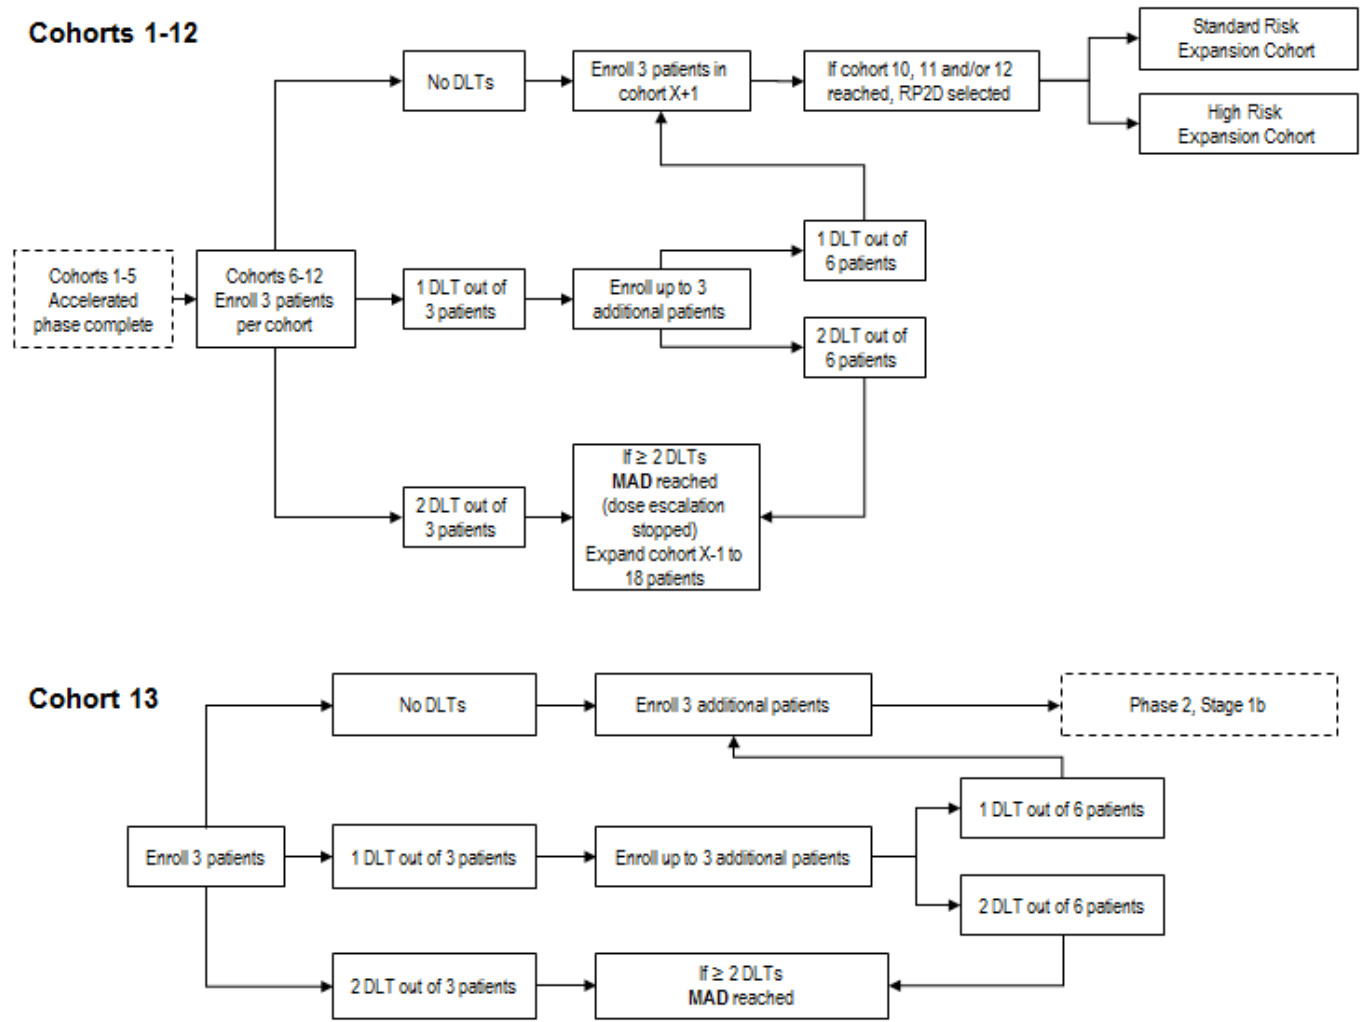 Cohorts 1-12
Standard Risk
Expansion Cohort
No DLTs
Enroll 3 patients in
cohort X+1
If cohort 10, 11 and/or 12
reached, RP2D selected
High Risk
Expansion Cohort
Cohorts 1-5
Accelerated
phase complete
Cohorts 6-12
Enroll 3 patients
per cohort
1 DLT out of
3 patients
Enroll up to 3
additional patients
1 DLT out of
6 patients
2 DLT out of
6 patients
2 DLT out of
3 patients
If ≥ 2 DLTs
MAD reached
(dose escalation
stopped)
Expand cohort X-1 to
18 patients
Cohort 13
No DLTs
Enroll 3 additional patients
Phase 2, Stage 1b
Enroll 3 patients
1 DLT out of 3 patients
Enroll up to 3 additional patients
1 DLT out of 6 patients
2 DLT out of 6 patients
2 DLT out of 3 patients
If ≥ 2 DLTs
MAD reached